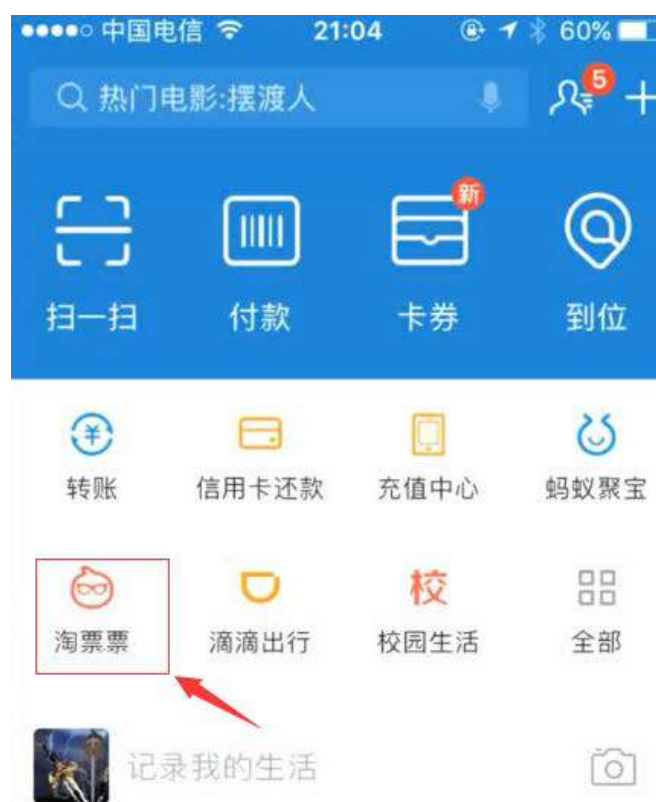 中国电信 21:04 60%
热门电影:摆渡人 5
新
扫一扫 付款 卡券 到位
转账 信用卡还款 充值中心 蚂蚁聚宝
校
淘票票 滴滴出行 校园生活 全部
记录我的生活